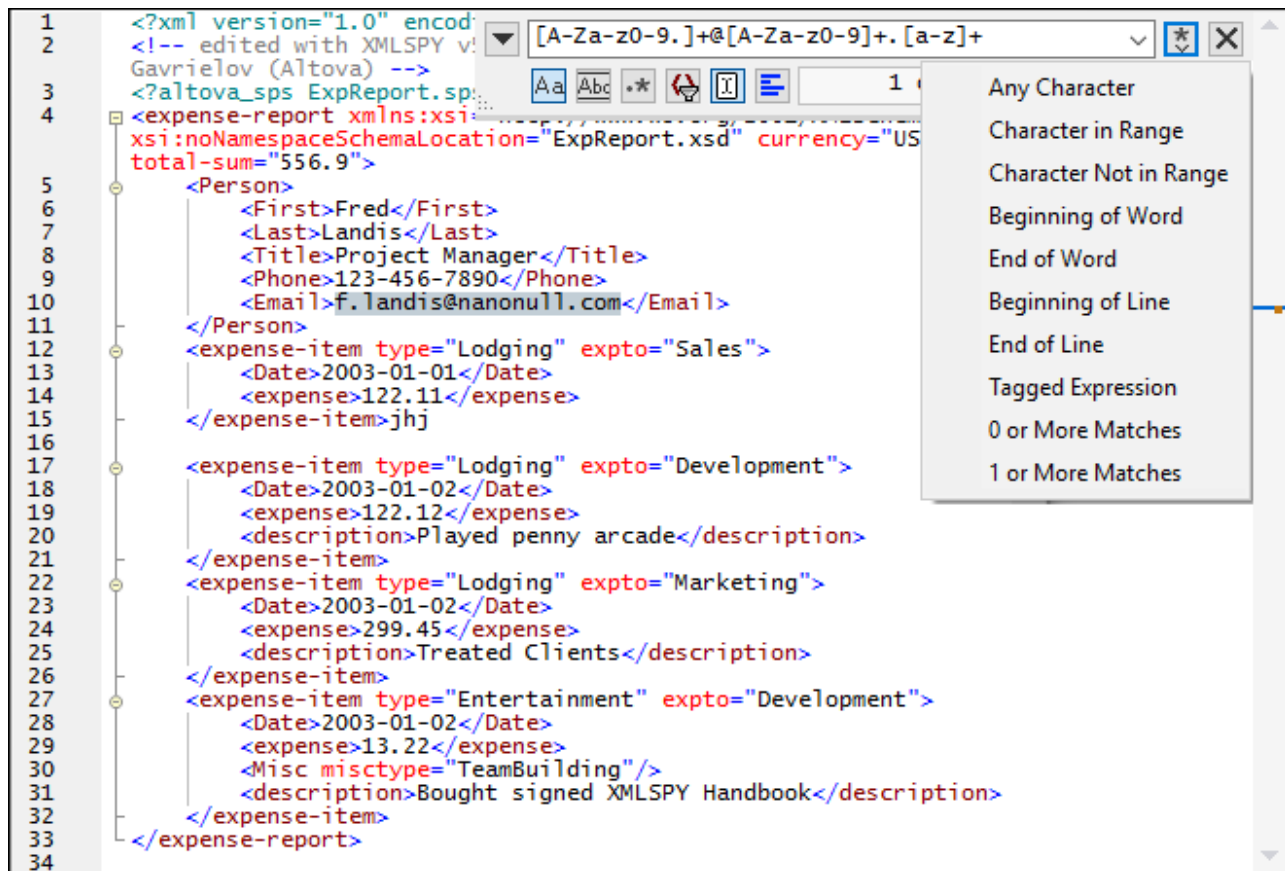 [A-Za-z0-9.]+@[A-Za-z0-9]+.[a-z]+
Aa Abc .*
1
Any Character
Character in Range
Character Not in Range
Beginning of Word
End of Word
Beginning of Line
End of Line
Tagged Expression
0 or More Matches
1 or More Matches
1 <?xml version="1.0"
2 <!-- edited with XMLSPY
Gavrielov (Altova) -->
3 <?altova_sps ExpReport.sps
4 <expense-report xmlns:xsi=
xsi:noNamespaceSchemaLocation="ExpReport.xsd" currency="US
total-sum="556.9">
5 <Person>
6 <First>Fred</First>
7 <Last>Landis</Last>
8 <Title>Project Manager</Title>
9 <Phone>123-456-7890</Phone>
10 <Email>f.landis@nanonull.com</Email>
11 </Person>
12 <expense-item type="Lodging" expto="Sales">
13 <Date>2003-01-01</Date>
14 <expense>122.11</expense>
15 </expense-item>jhj
16
17 <expense-item type="Lodging" expto="Development">
18 <Date>2003-01-02</Date>
19 <expense>122.12</expense>
20 <description>Played penny arcade</description>
21 </expense-item>
22 <expense-item type="Lodging" expto="Marketing">
23 <Date>2003-01-02</Date>
24 <expense>299.45</expense>
25 <description>Treated Clients</description>
26 </expense-item>
27 <expense-item type="Entertainment" expto="Development">
28 <Date>2003-01-02</Date>
29 <expense>13.22</expense>
30 <Misc misctype="TeamBuilding"/>
31 <description>Bought signed XMLSPY Handbook</description>
32 </expense-item>
33 </expense-report>
34